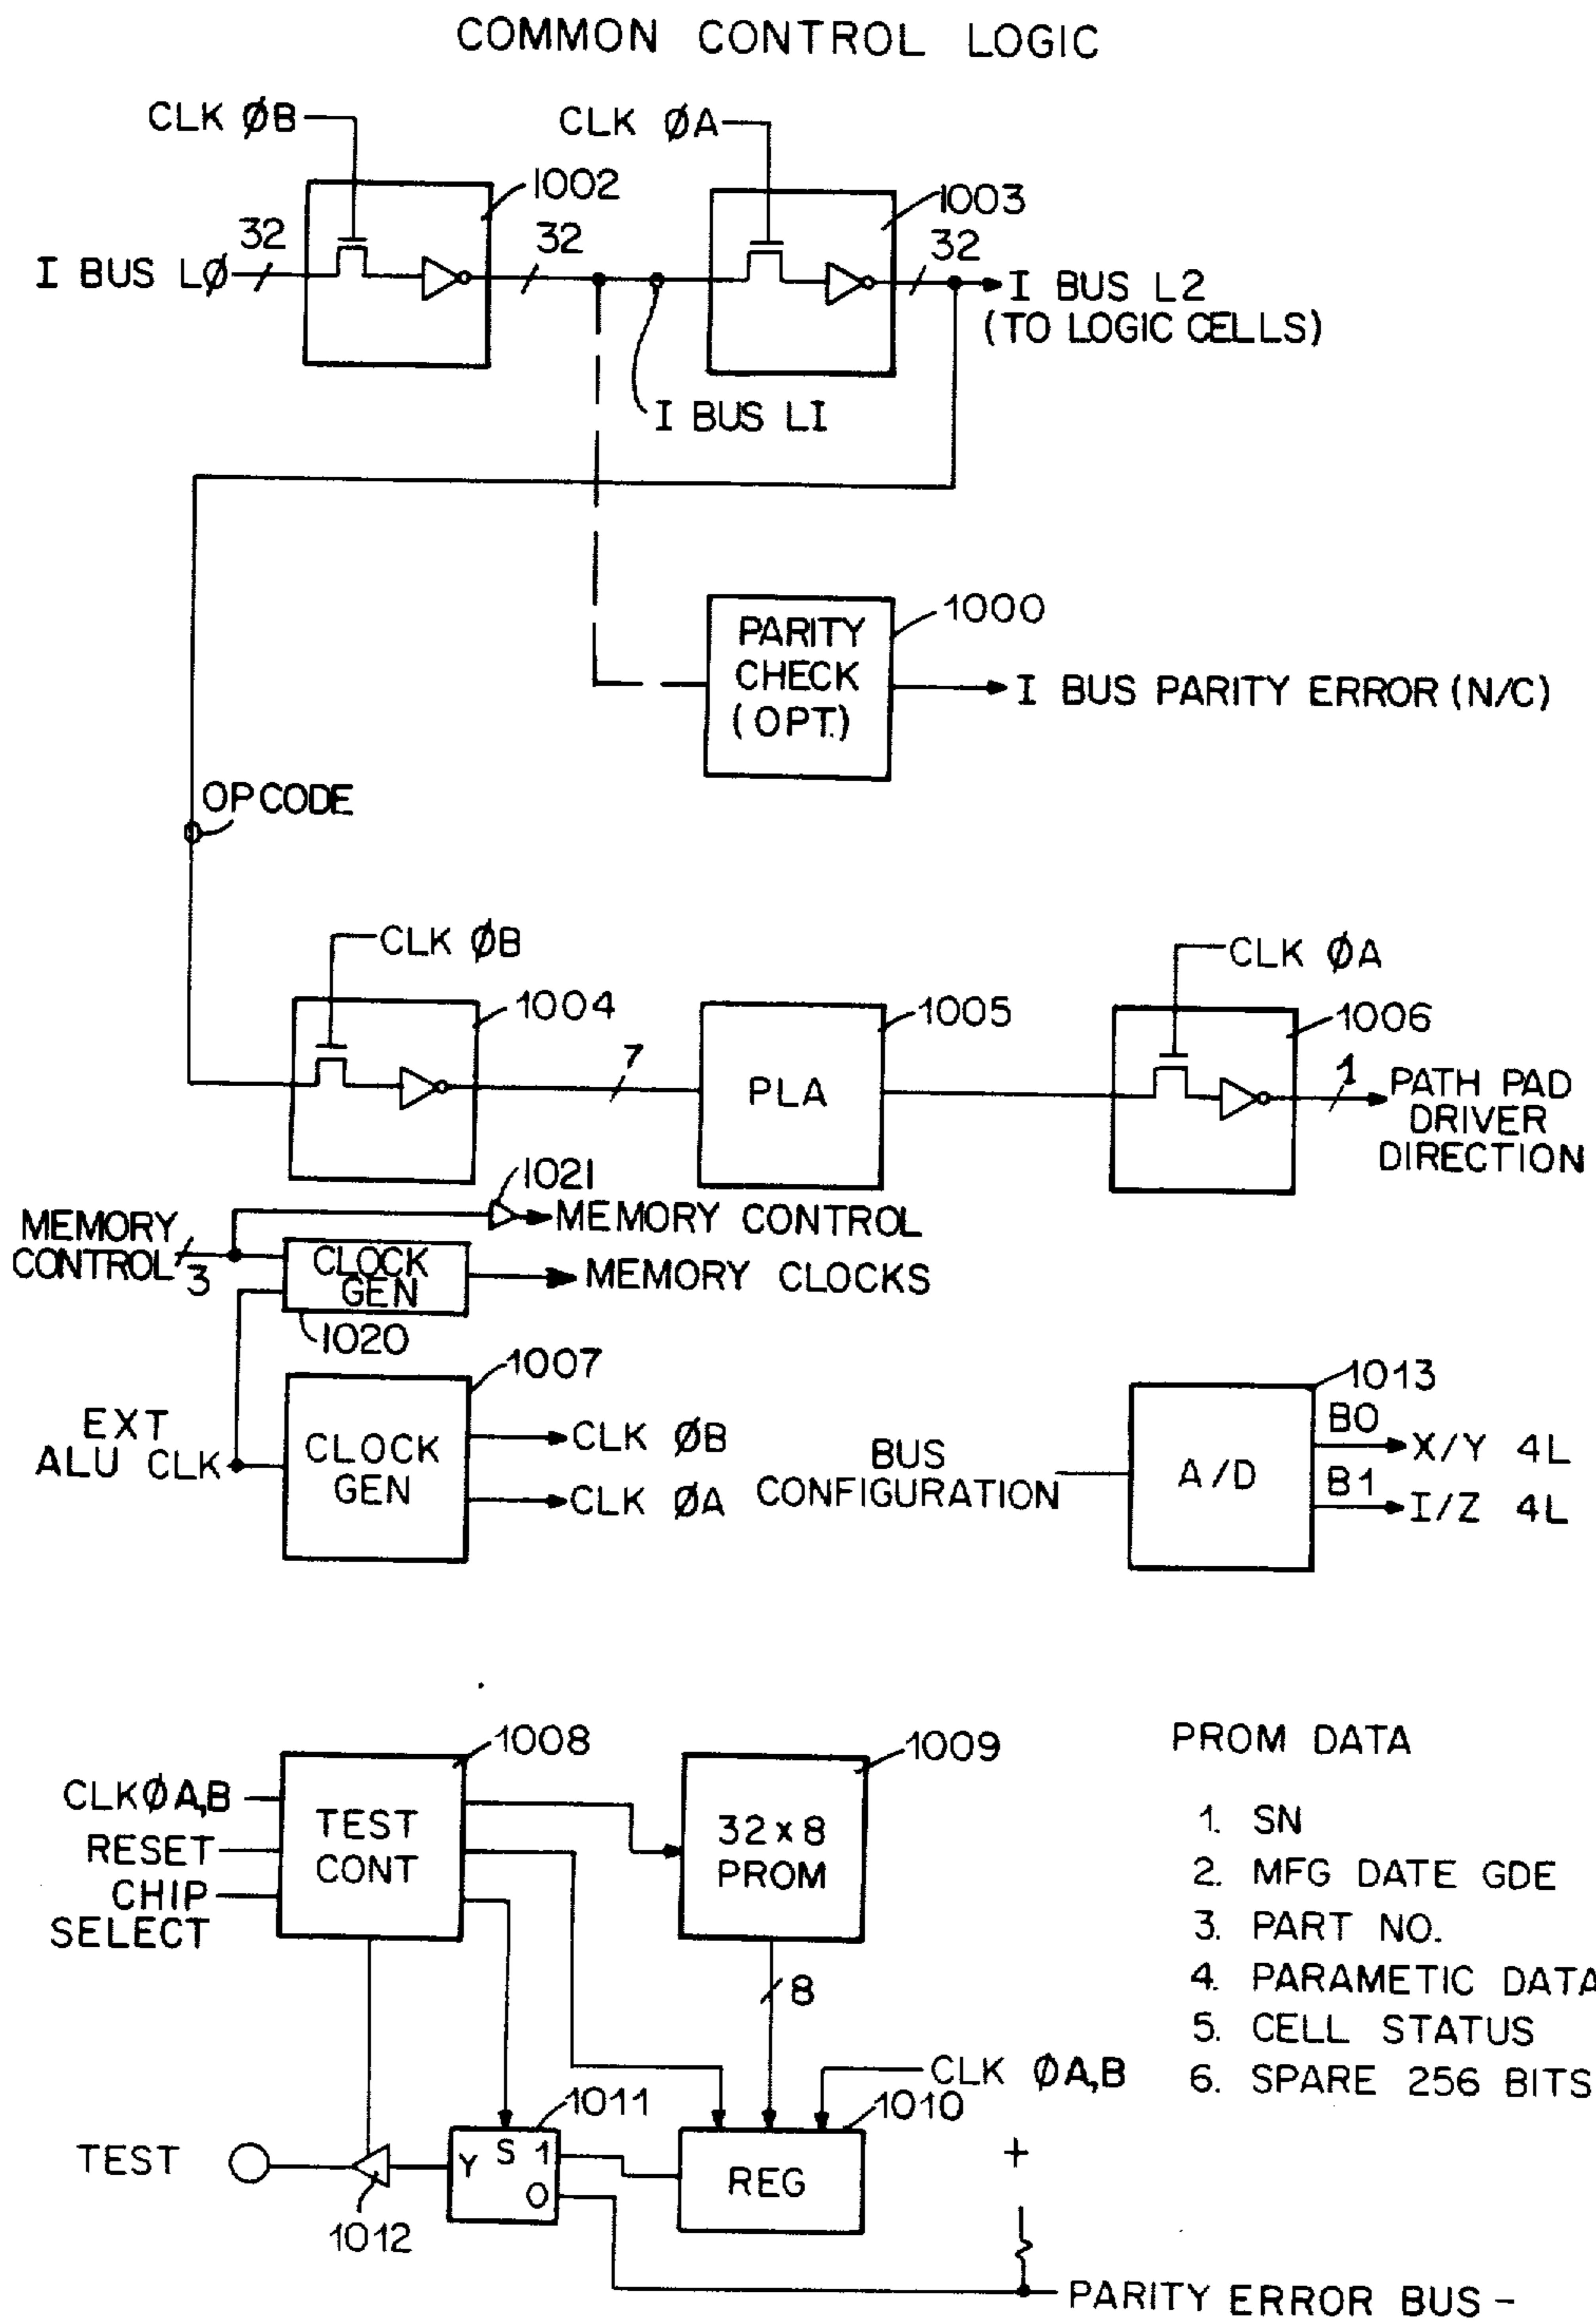 COMMON CONTROL LOGIC
CLK ØB
CLK ØA
1002
1003
32
32
32
I BUS LØ
I BUS L2
(TO LOGIC CELLS)
I BUS LI
1000
PARITY
CHECK
(OPT.)
I BUS PARITY ERROR (N/C)
OPCODE
CLK ØB
CLK ØA
1004
1005
1006
7
PLA
1
PATH PAD
DRIVER
DIRECTION
1021
MEMORY
CONTROL
3
MEMORY CONTROL
CLOCK
GEN
MEMORY CLOCKS
1020
1007
1013
EXT
ALU CLK
CLOCK
GEN
CLK ØB
CLK ØA
BUS
CONFIGURATION
A/D
B0
X/Y 4L
B1
I/Z 4L
1008
1009
PROM DATA
CLKØA,B
RESET
CHIP
SELECT
TEST
CONT
32 x 8
PROM
1. SN
2. MFG DATE GDE
3. PART NO.
4. PARAMETIC DATA
5. CELL STATUS
6. SPARE 256 BITS
8
CLK ØA,B
1011
1010
TEST
Y S 1
0
REG
+
1012
PARITY ERROR BUS -